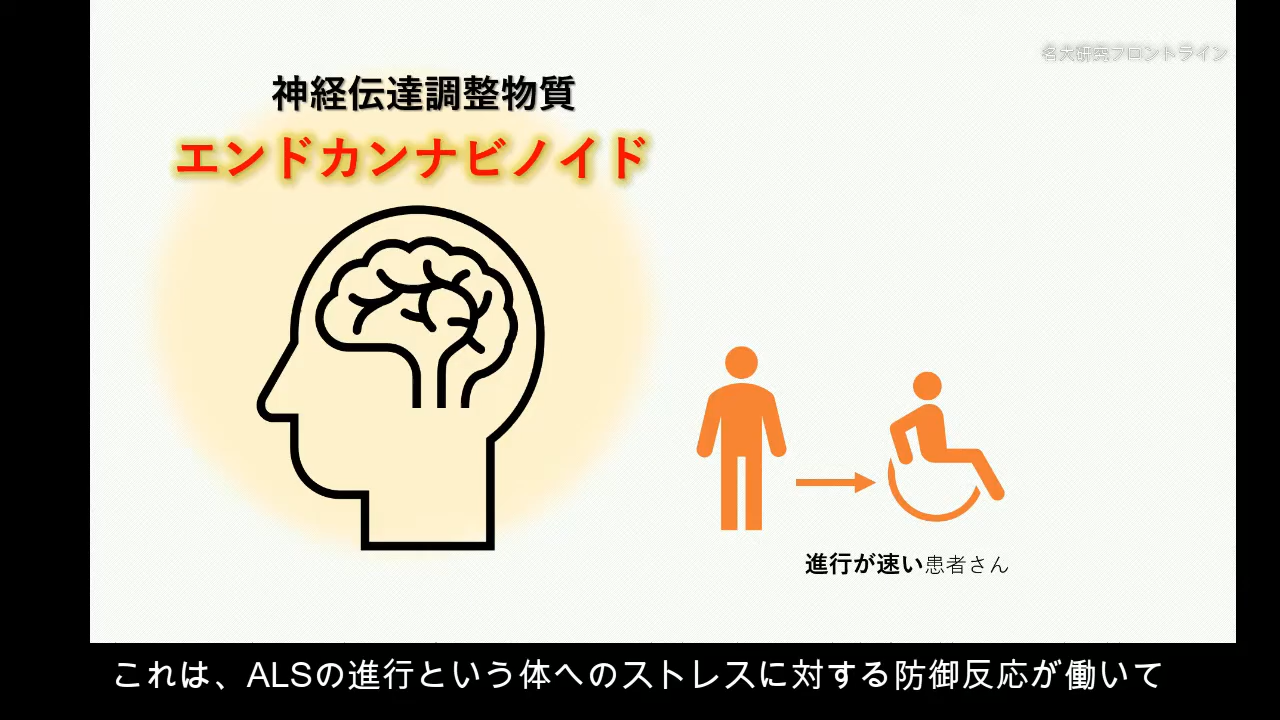 名大研究フロントライン
神経伝達調整物質
エンドカンナビノイド
進行が速い患者さん
これは、ALSの進行という体へのストレスに対する防御反応が働いて